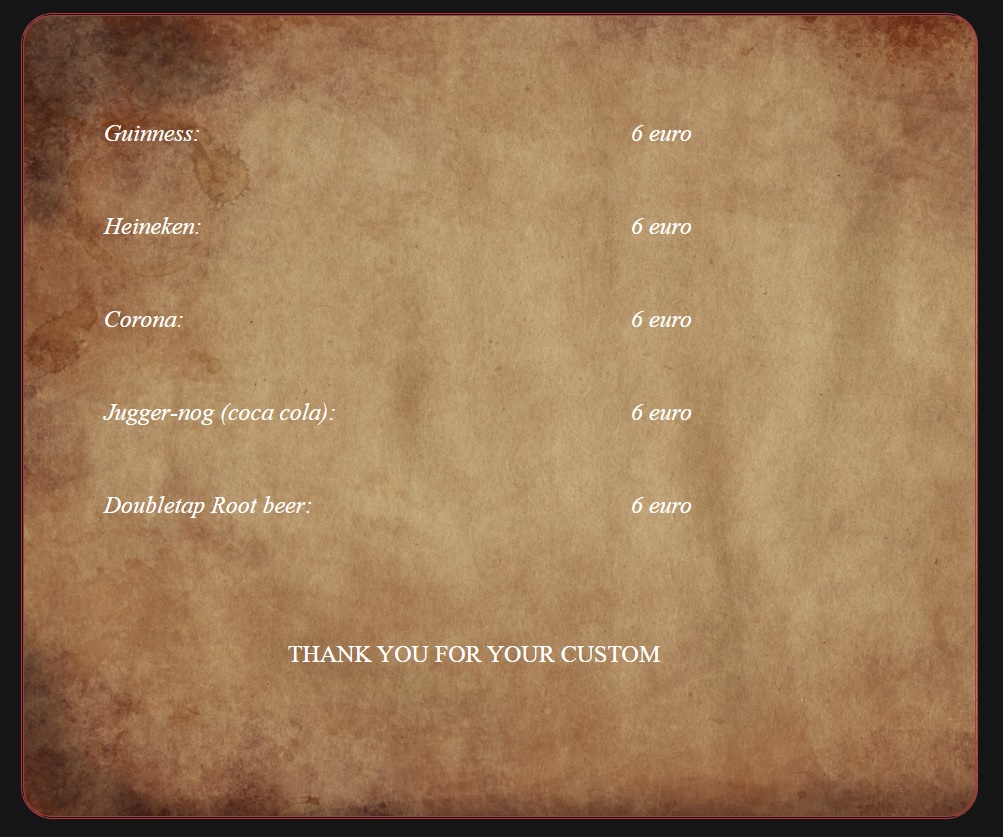 Guinness: 6 euro
Heineken: 6 euro
Corona: 6 euro
Jugger-nog (coca cola): 6 euro
Doubletap Root beer: 6 euro
THANK YOU FOR YOUR CUSTOM